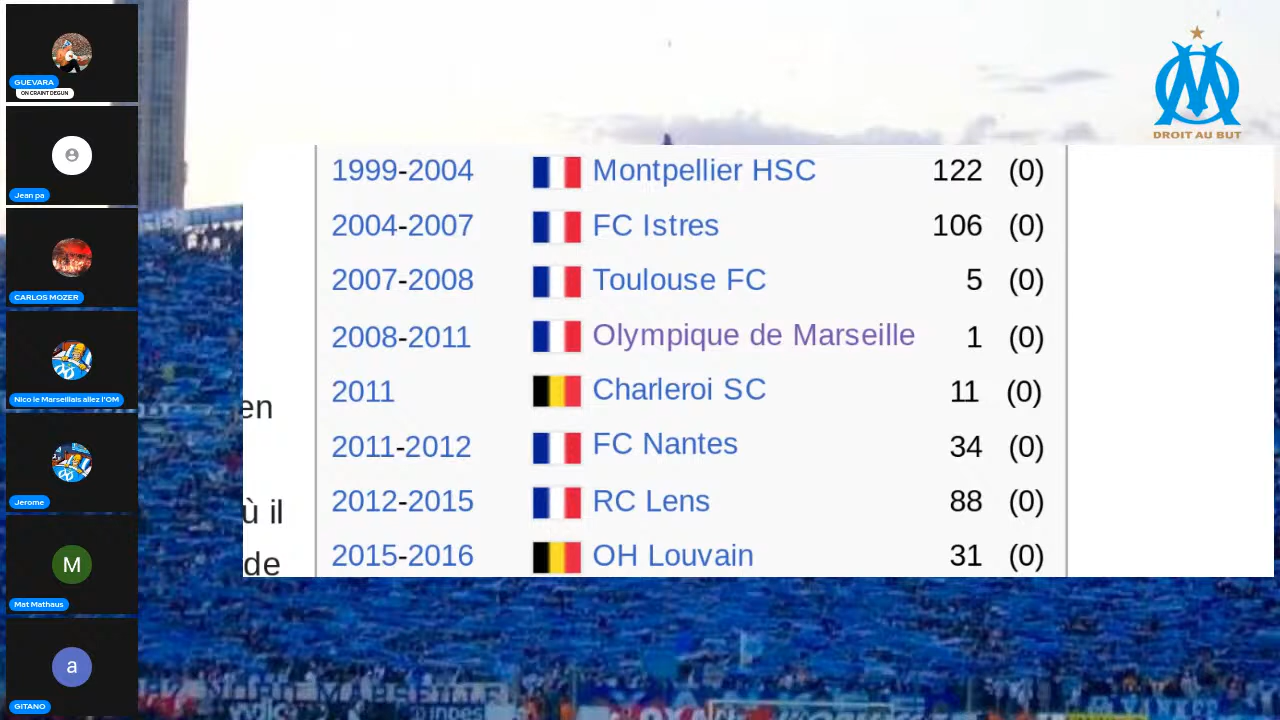 GUEVARA
ON CRAINT DEGUN
Jean pa
CARLOS MOZER
Nico le Marseillais allez l'OM
Jerome
M
Mat Mathaus
a
GITANO
DROIT AU BUT
1999-2004 Montpellier HSC 122 (0)
2004-2007 FC Istres 106 (0)
2007-2008 Toulouse FC 5 (0)
2008-2011 Olympique de Marseille 1 (0)
2011 Charleroi SC 11 (0)
2011-2012 FC Nantes 34 (0)
2012-2015 RC Lens 88 (0)
2015-2016 OH Louvain 31 (0)
en
ù il
de
MARSEILLE